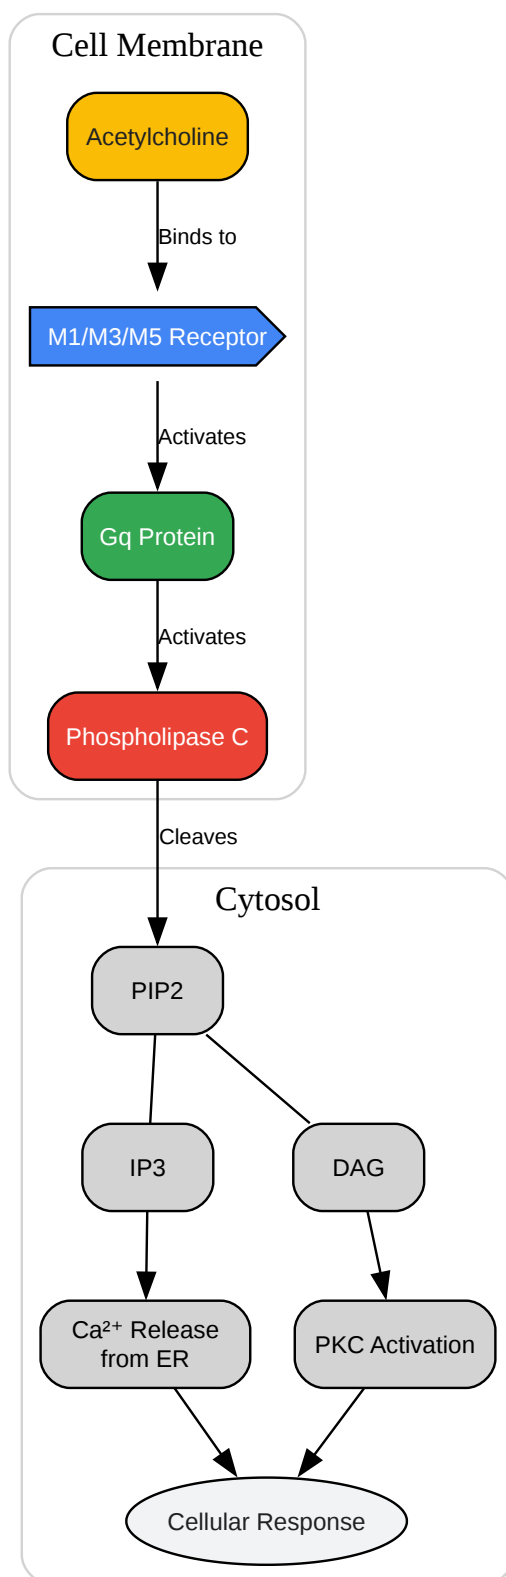 Cell Membrane
Acetylcholine
Binds to
M1/M3/M5 Receptor
Activates
Gq Protein
Activates
Phospholipase C
Cleaves
Cytosol
PIP2
IP3
DAG
Ca²⁺ Release
from ER
PKC Activation
Cellular Response